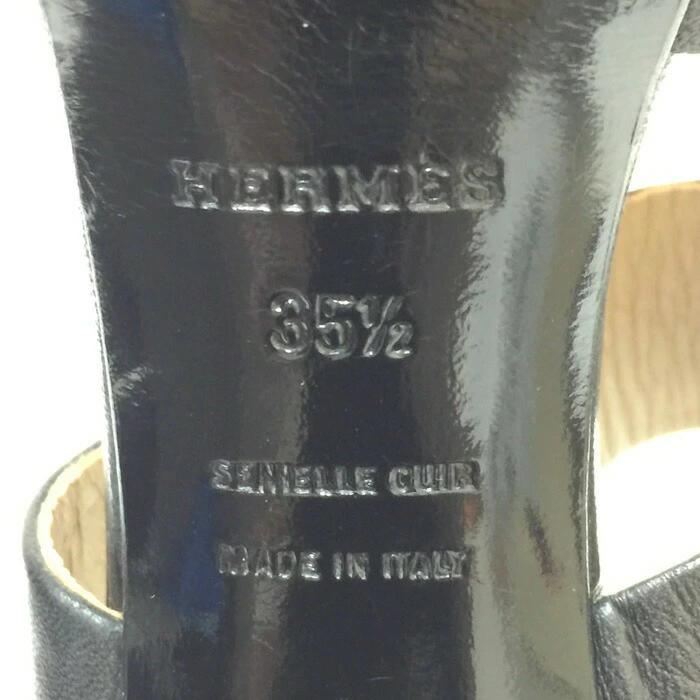 HERMÈS
35½
SEMELLE CUIR
MADE IN ITALY